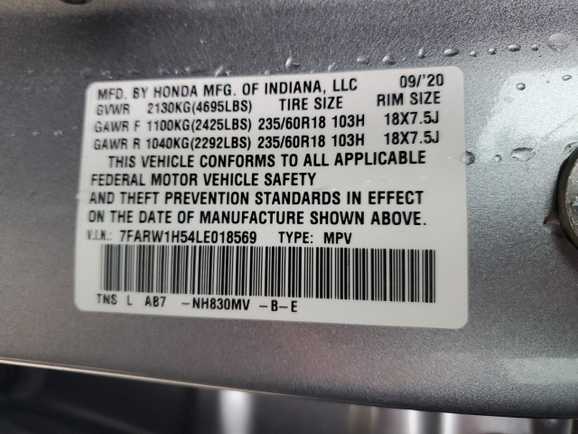 MFD. BY HONDA MFG. OF INDIANA, LLC 09/'20
GVWR 2130KG(4695LBS) TIRE SIZE RIM SIZE
GAWR F 1100KG(2425LBS) 235/60R18 103H 18X7.5J
GAWR R 1040KG(2292LBS) 235/60R18 103H 18X7.5J
THIS VEHICLE CONFORMS TO ALL APPLICABLE
FEDERAL MOTOR VEHICLE SAFETY
AND THEFT PREVENTION STANDARDS IN EFFECT
ON THE DATE OF MANUFACTURE SHOWN ABOVE.
V.I.N.: 7FARW1H54LE018569 TYPE: MPV
TNS L AB7 -NH830MV -B-E